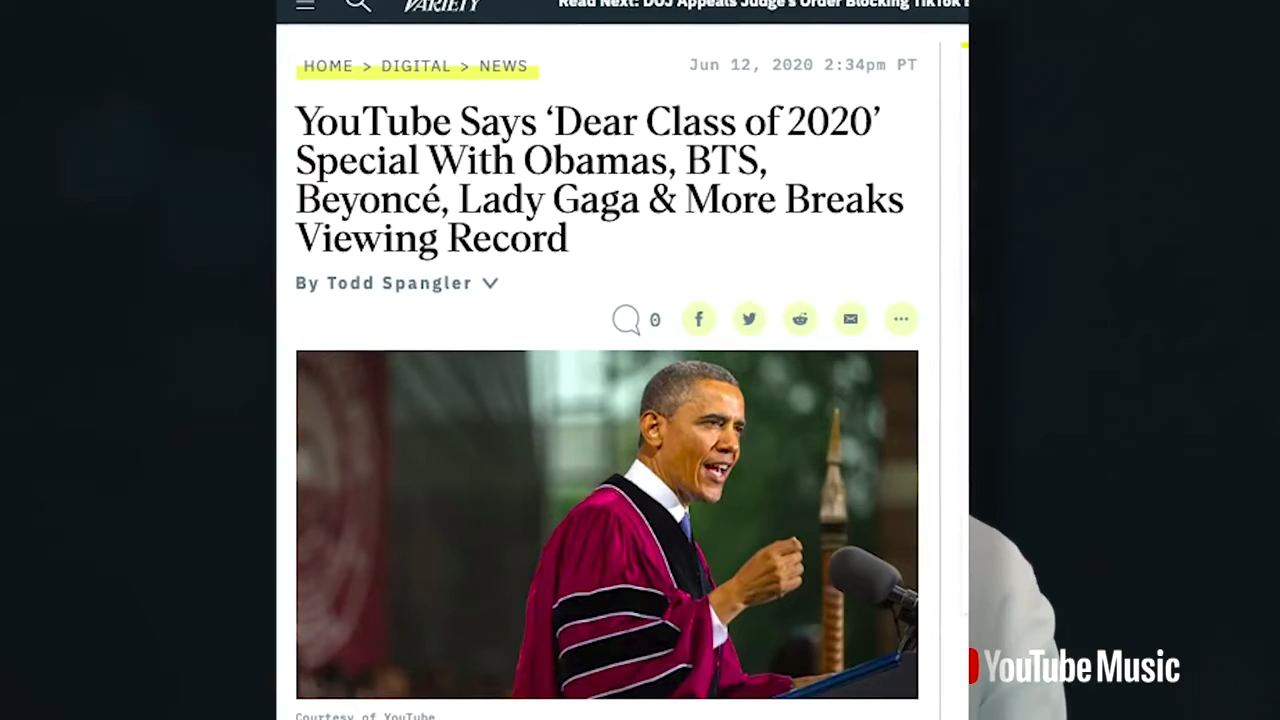 VARIETY
Read Next: DOJ Appeals Judge's Order Blocking TikTok
HOME > DIGITAL > NEWS
Jun 12, 2020 2:34pm PT
YouTube Says ‘Dear Class of 2020’
Special With Obamas, BTS,
Beyoncé, Lady Gaga & More Breaks
Viewing Record
By Todd Spangler
0
Courtesy of YouTube
YouTube Music